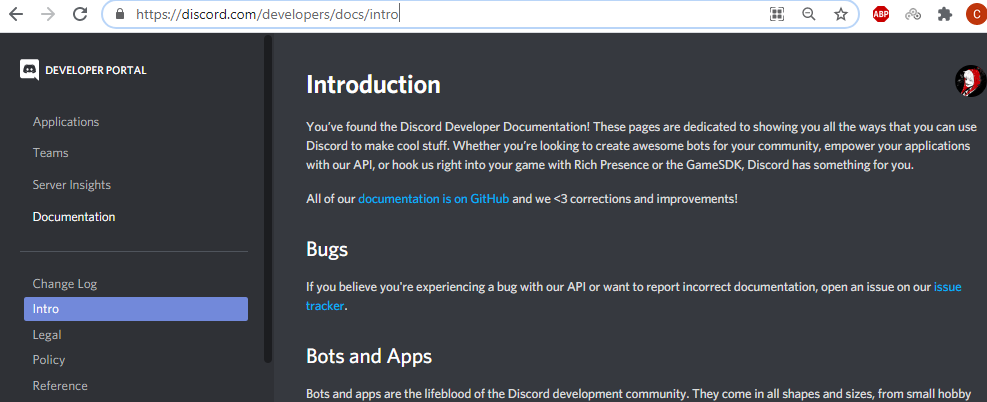 https://discord.com/developers/docs/intro
ABP
C
DEVELOPER PORTAL
Applications
Teams
Server Insights
Documentation
Change Log
Intro
Legal
Policy
Reference
Introduction
You've found the Discord Developer Documentation! These pages are dedicated to showing you all the ways that you can use
Discord to make cool stuff. Whether you're looking to create awesome bots for your community, empower your applications
with our API, or hook us right into your game with Rich Presence or the GameSDK, Discord has something for you.
All of our documentation is on GitHub and we <3 corrections and improvements!
Bugs
If you believe you're experiencing a bug with our API or want to report incorrect documentation, open an issue on our issue
tracker.
Bots and Apps
Bots and apps are the lifeblood of the Discord development community. They come in all shapes and sizes, from small hobby